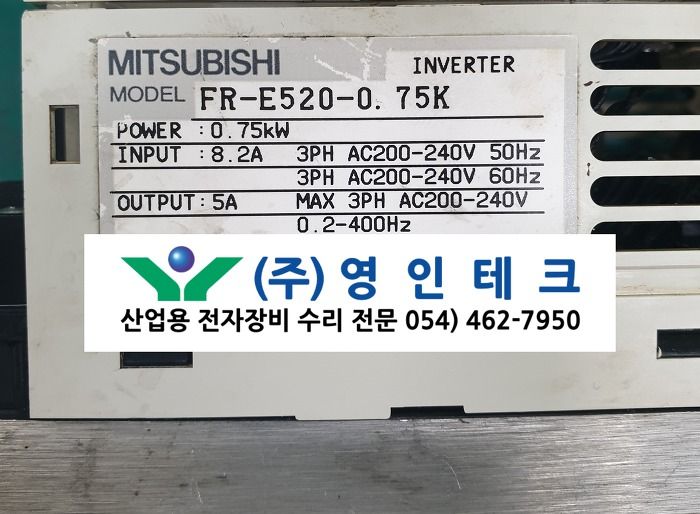 MITSUBISHI INVERTER
MODEL FR-E520-0.75K
POWER : 0.75kW
INPUT : 8.2A 3PH AC200-240V 50Hz
3PH AC200-240V 60Hz
OUTPUT : 5A MAX 3PH AC200-240V
0.2-400Hz
(주) 영 인 테 크
산업용 전자장비 수리 전문 054) 462-7950